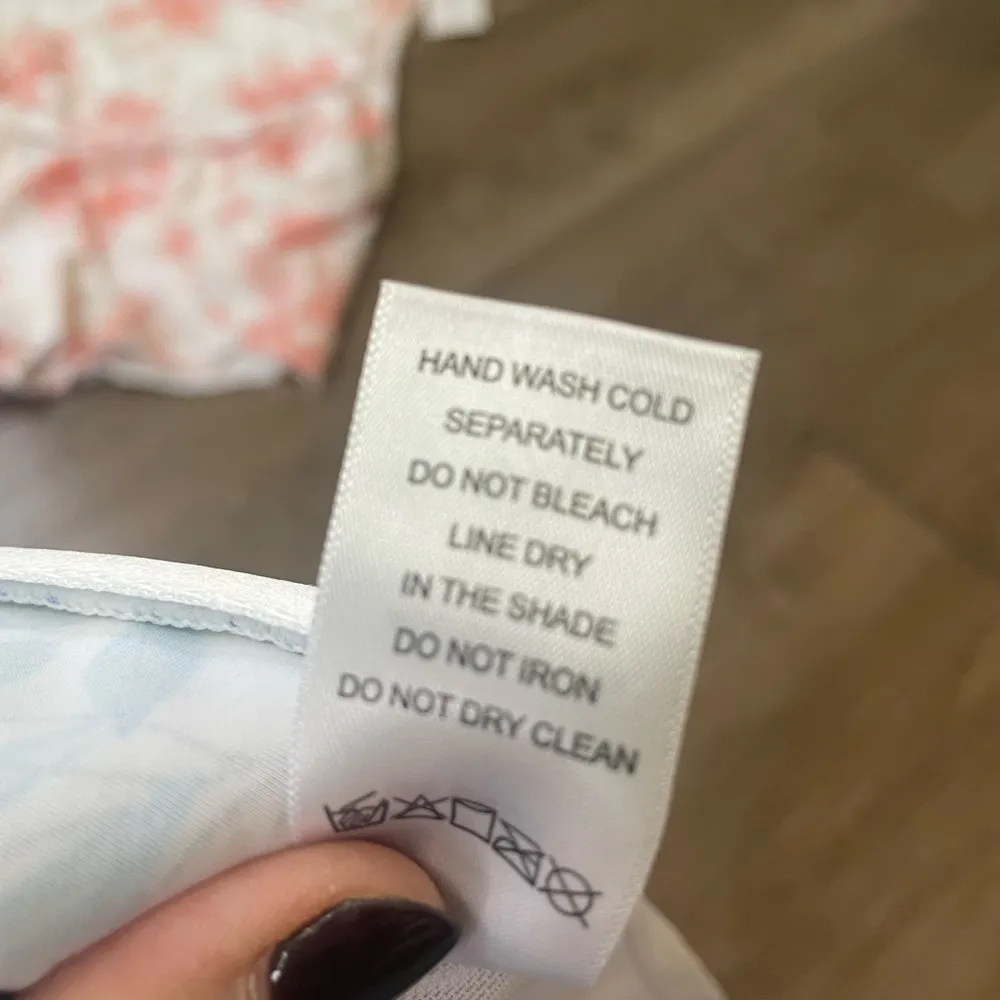 HAND WASH COLD
SEPARATELY
DO NOT BLEACH
LINE DRY
IN THE SHADE
DO NOT IRON
DO NOT DRY CLEAN